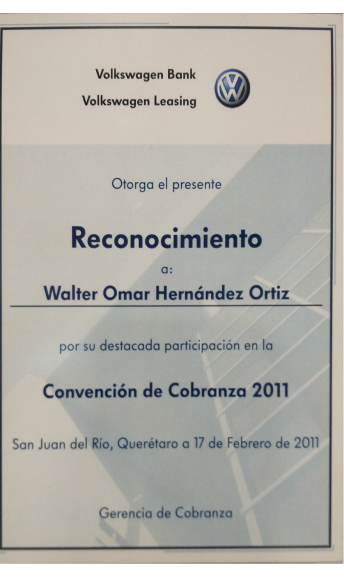 Volkswagen Bank
Volkswagen Leasing
Otorga el presente
Reconocimiento
a:
Walter Omar Hernández Ortiz
por su destacada participación en la
Convención de Cobranza 2011
San Juan del Río, Querétaro a 17 de Febrero de 2011
Gerencia de Cobranza